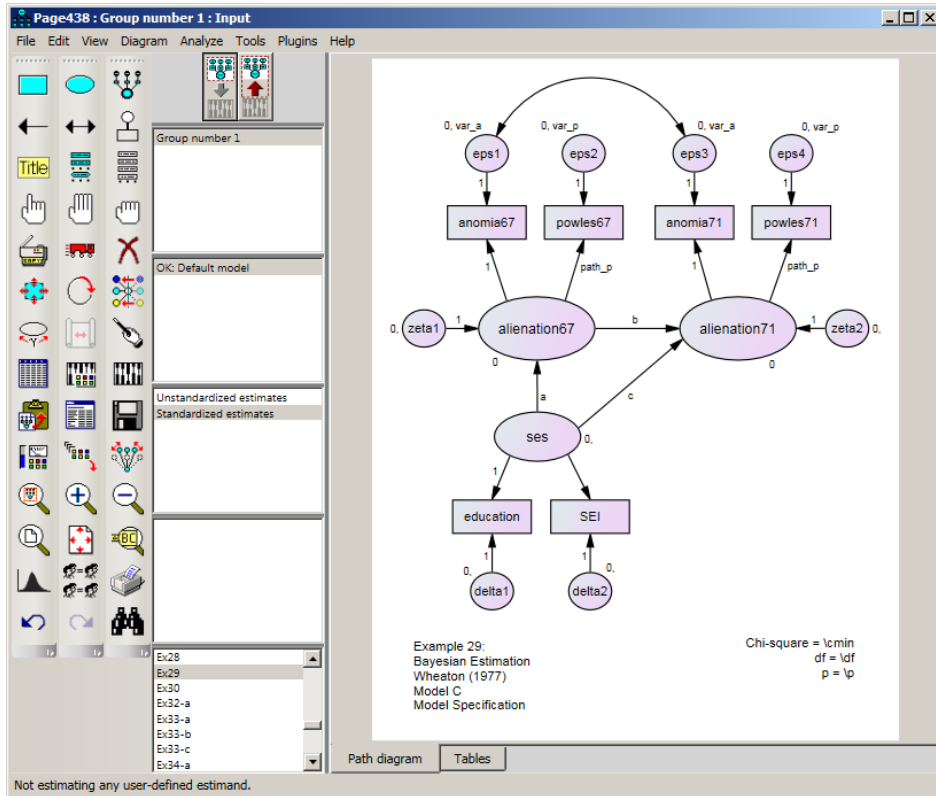 Page438 : Group number 1 : Input
File Edit View Diagram Analyze Tools Plugins Help
Title
Group number 1
OK: Default model
Unstandardized estimates
Standardized estimates
Ex28
Ex29
Ex30
Ex32-a
Ex33-a
Ex33-b
Ex33-c
Ex34-a
0, var_a
0, var_p
0, var_a
0, var_p
eps1
eps2
eps3
eps4
1
1
1
1
anomia67
powles67
anomia71
powles71
1
path_p
1
path_p
0,
zeta1
1
alienation67
b
alienation71
1
zeta2
0,
0
0
a
c
ses
0,
1
education
SEI
1
1
0,
0,
delta1
delta2
Example 29:
Bayesian Estimation
Wheaton (1977)
Model C
Model Specification
Chi-square = \cmin
df = \df
p = \p
Path diagram
Tables
Not estimating any user-defined estimand.